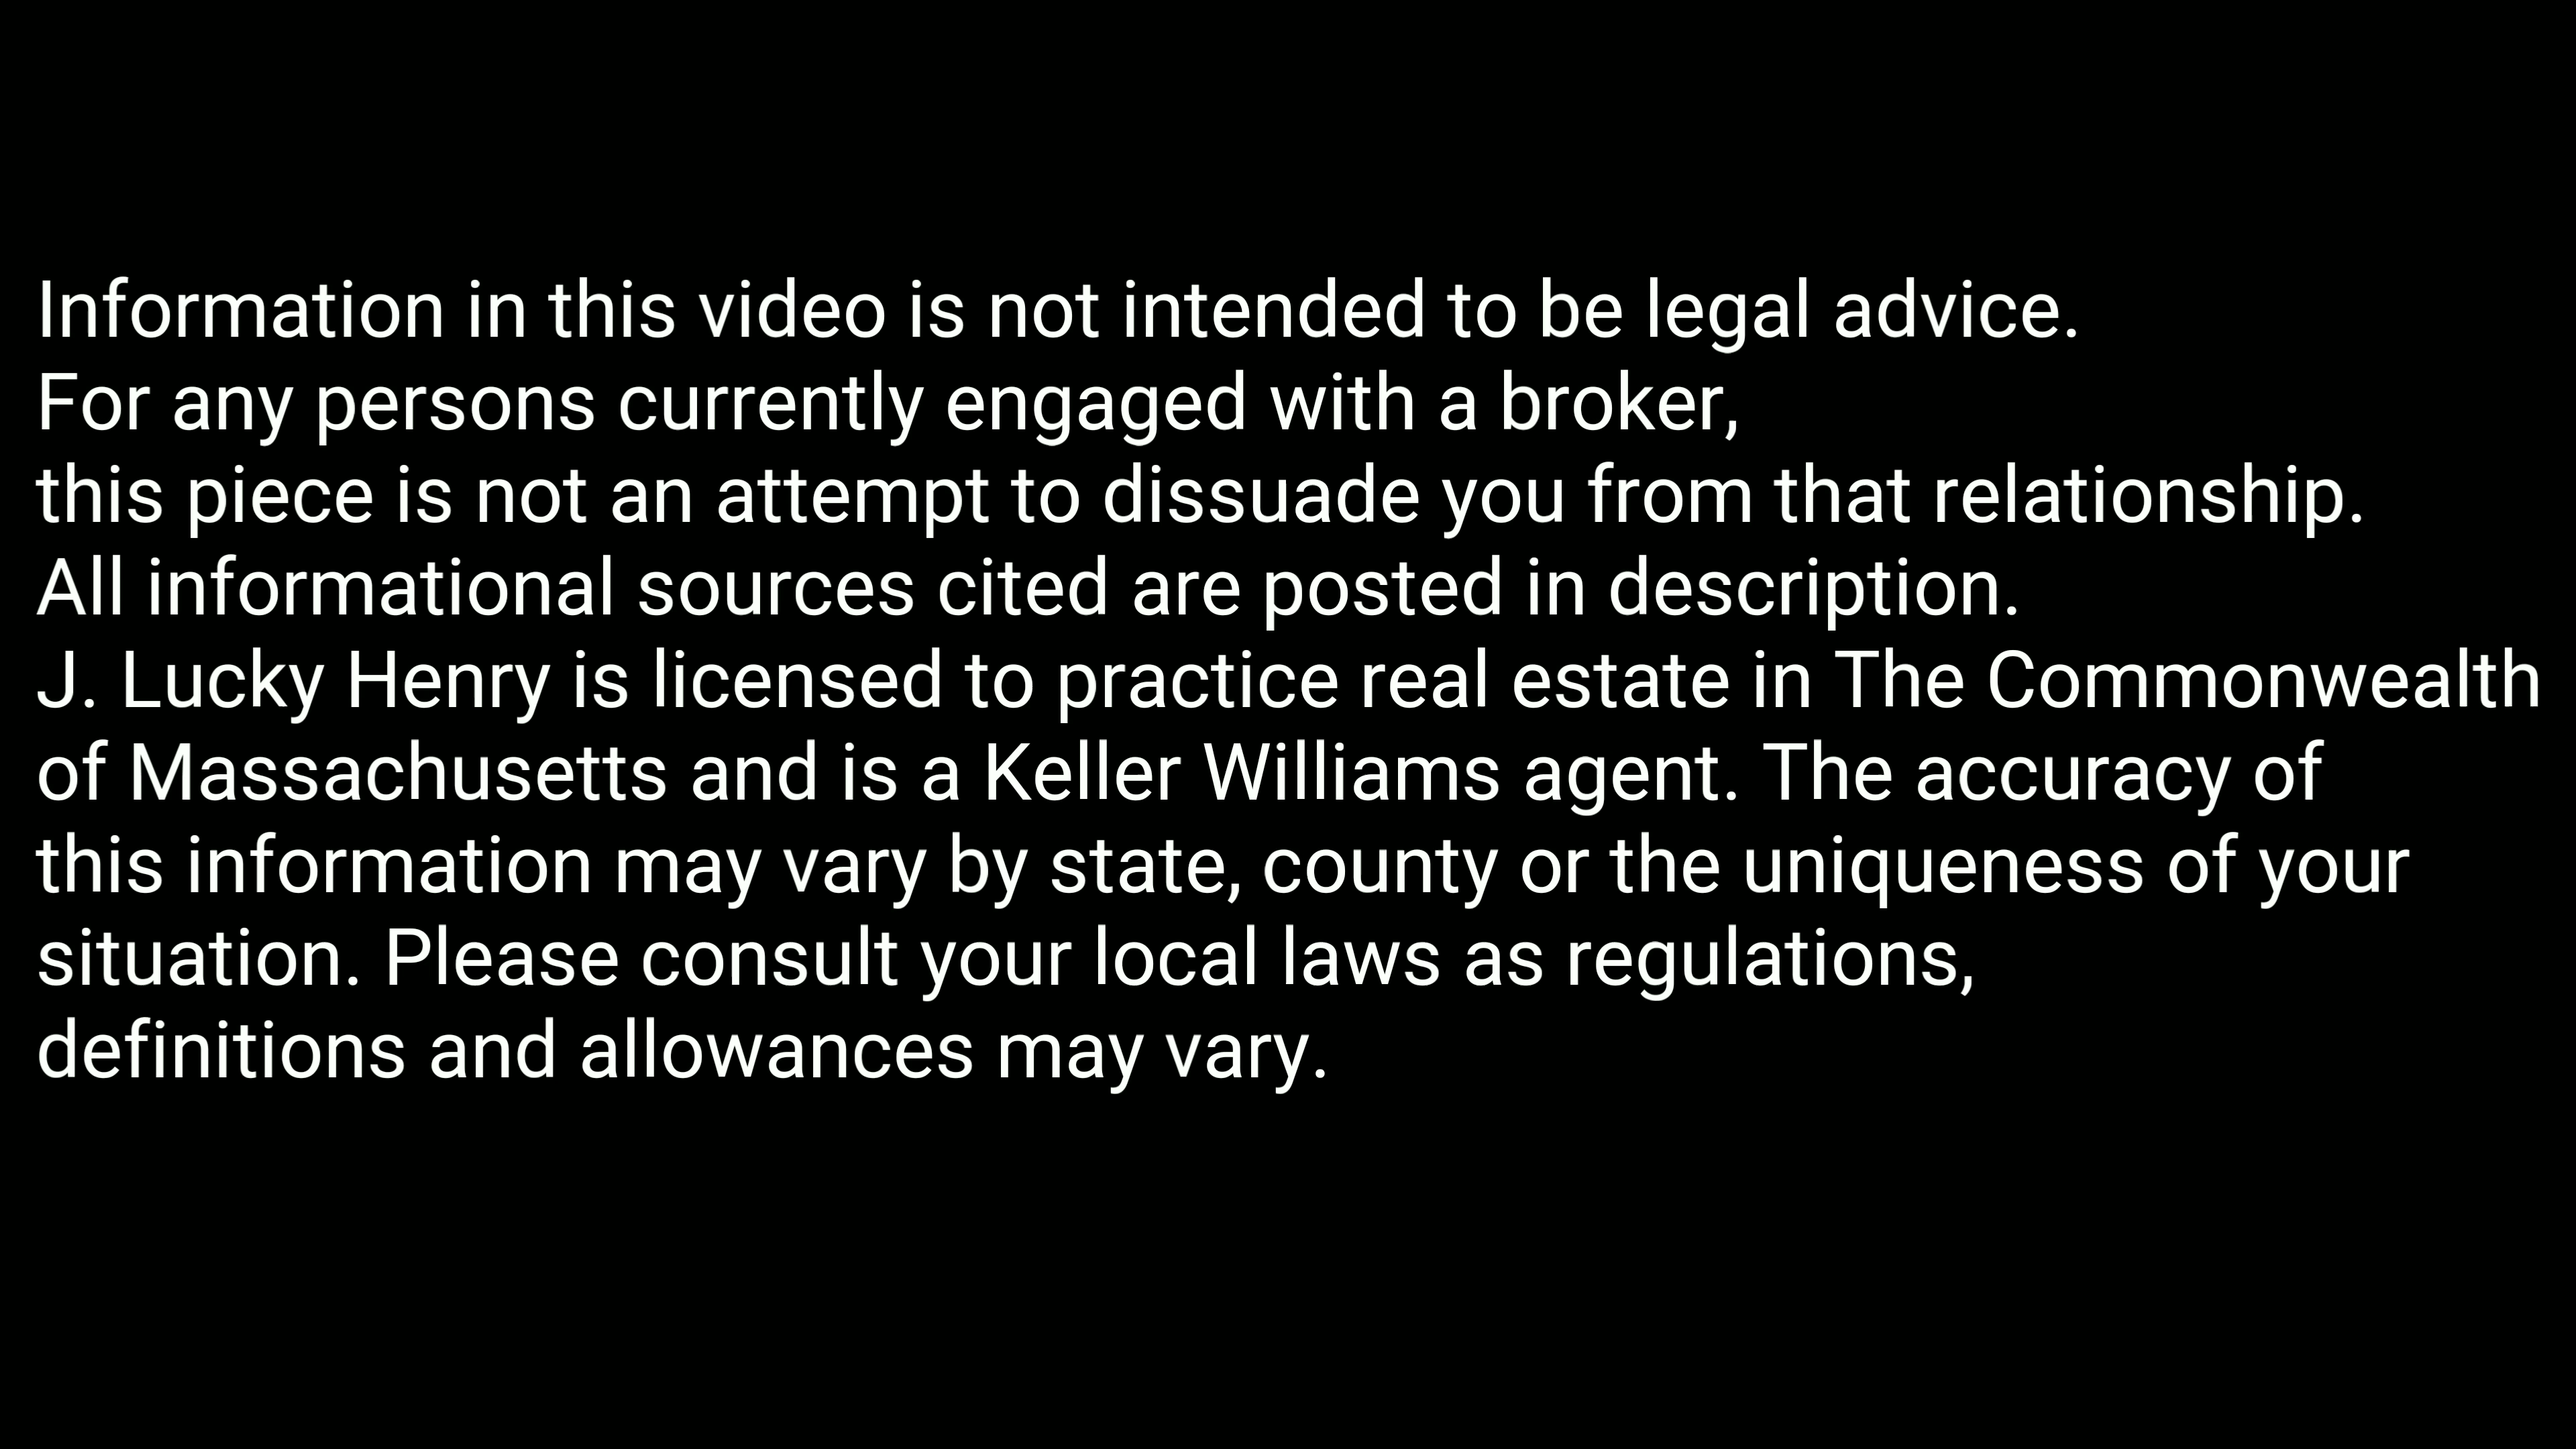 Information in this video is not intended to be legal advice.
For any persons currently engaged with a broker,
this piece is not an attempt to dissuade you from that relationship.
All informational sources cited are posted in description.
J. Lucky Henry is licensed to practice real estate in The Commonwealth
of Massachusetts and is a Keller Williams agent. The accuracy of
this information may vary by state, county or the uniqueness of your
situation. Please consult your local laws as regulations,
definitions and allowances may vary.